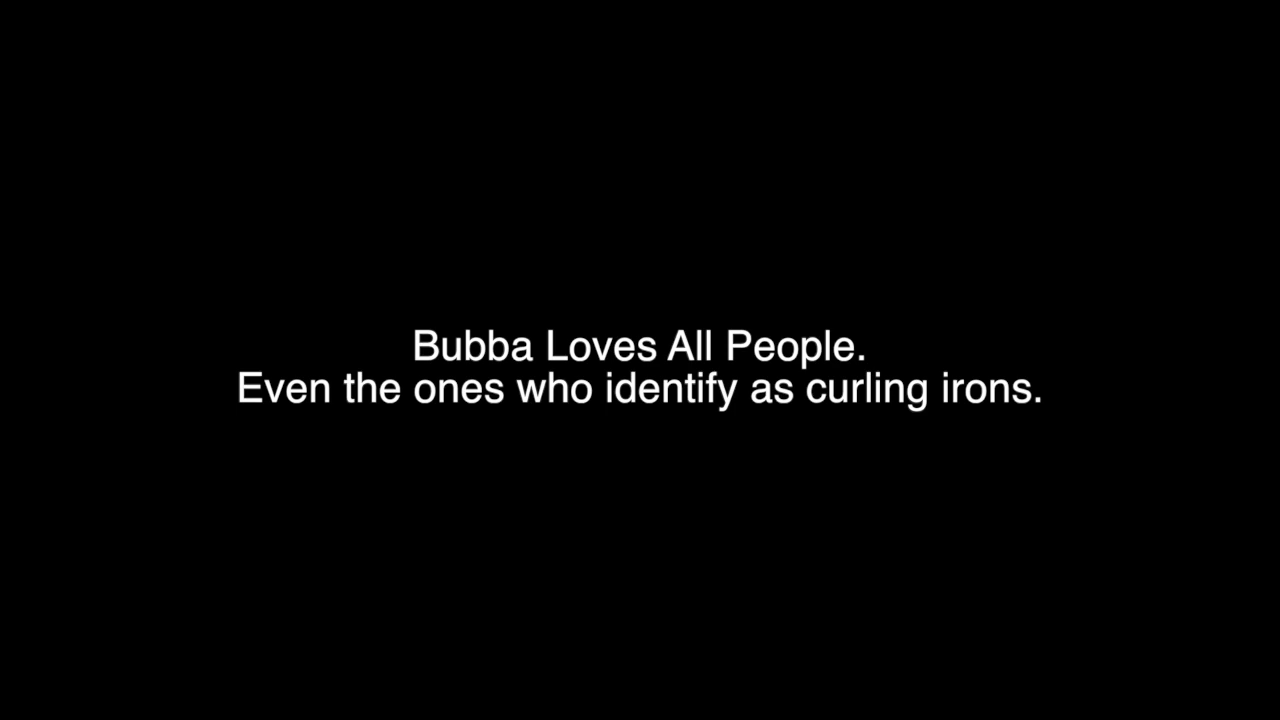 Bubba Loves All People.
Even the ones who identify as curling irons.